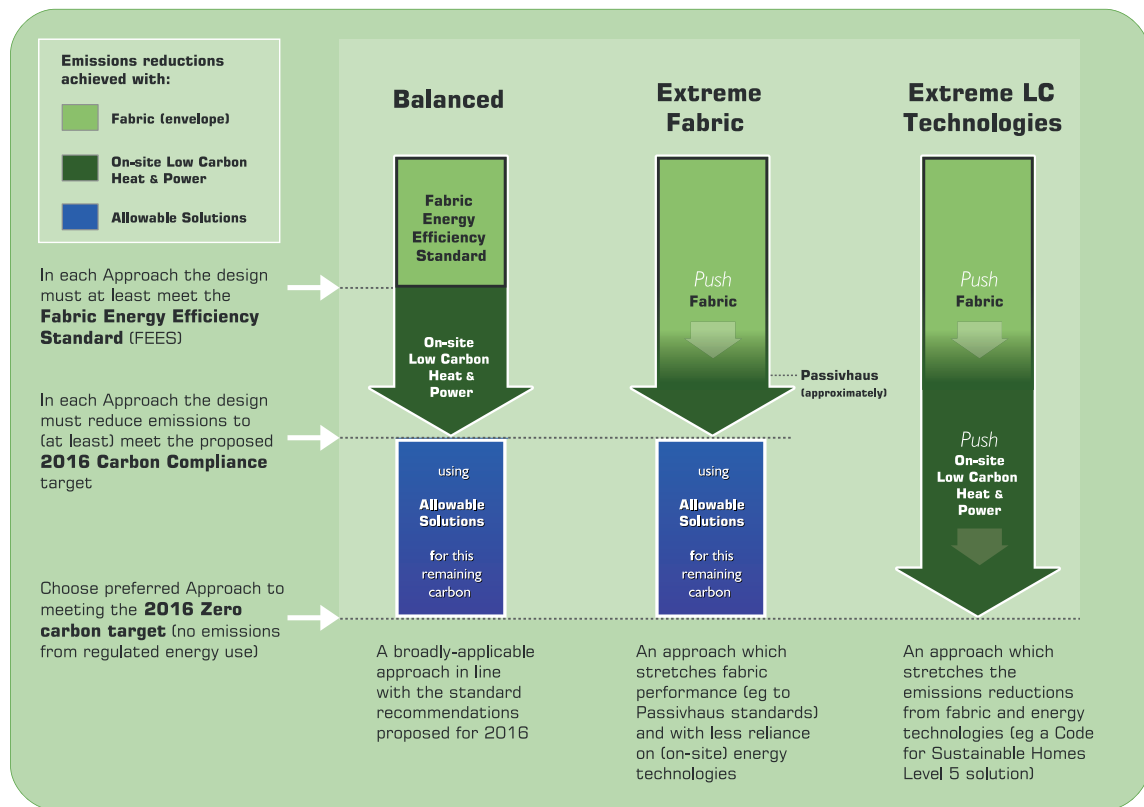 Emissions reductions
achieved with:
Fabric (envelope)
On-site Low Carbon
Heat & Power
Allowable Solutions
In each Approach the design
must at least meet the
Fabric Energy Efficiency
Standard (FEES)
In each Approach the design
must reduce emissions to
(at least) meet the proposed
2016 Carbon Compliance
target
Choose preferred Approach to
meeting the 2016 Zero
carbon target (no emissions
from regulated energy use)
Balanced
Fabric
Energy
Efficiency
Standard
On-site
Low Carbon
Heat &
Power
using
Allowable
Solutions
for this
remaining
carbon
A broadly-applicable
approach in line
with the standard
recommendations
proposed for 2016
Extreme
Fabric
Push
Fabric
Passivhaus
(approximately)
using
Allowable
Solutions
for this
remaining
carbon
An approach which
stretches fabric
performance (eg to
Passivhaus standards)
and with less reliance
on (on-site) energy
technologies
Extreme LC
Technologies
Push
Fabric
Push
On-site
Low Carbon
Heat &
Power
An approach which
stretches the
emissions reductions
from fabric and energy
technologies (eg a Code
for Sustainable Homes
Level 5 solution)